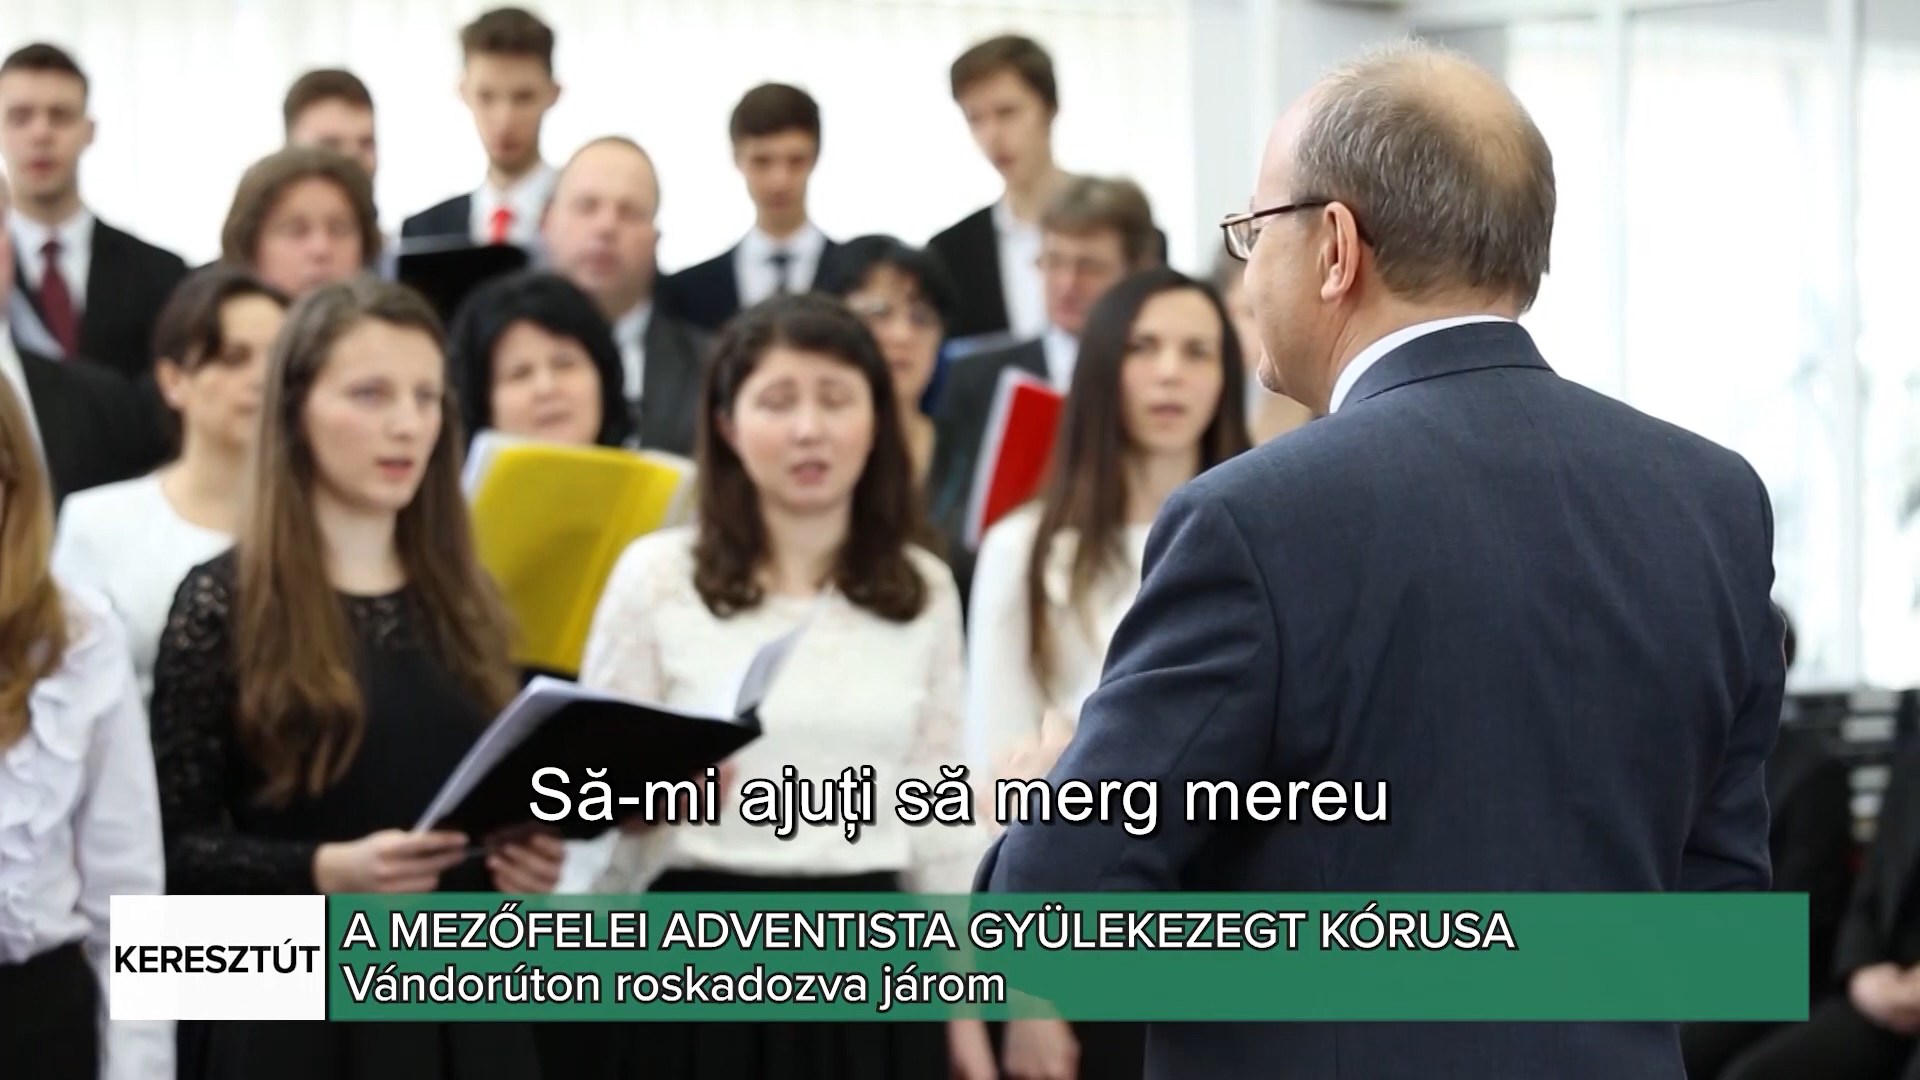 Să-mi ajuți să merg mereu
KERESZTÚT
A MEZŐFELEI ADVENTISTA GYÜLEKEZEGT KÓRUSA
Vándorúton roskadozva járom